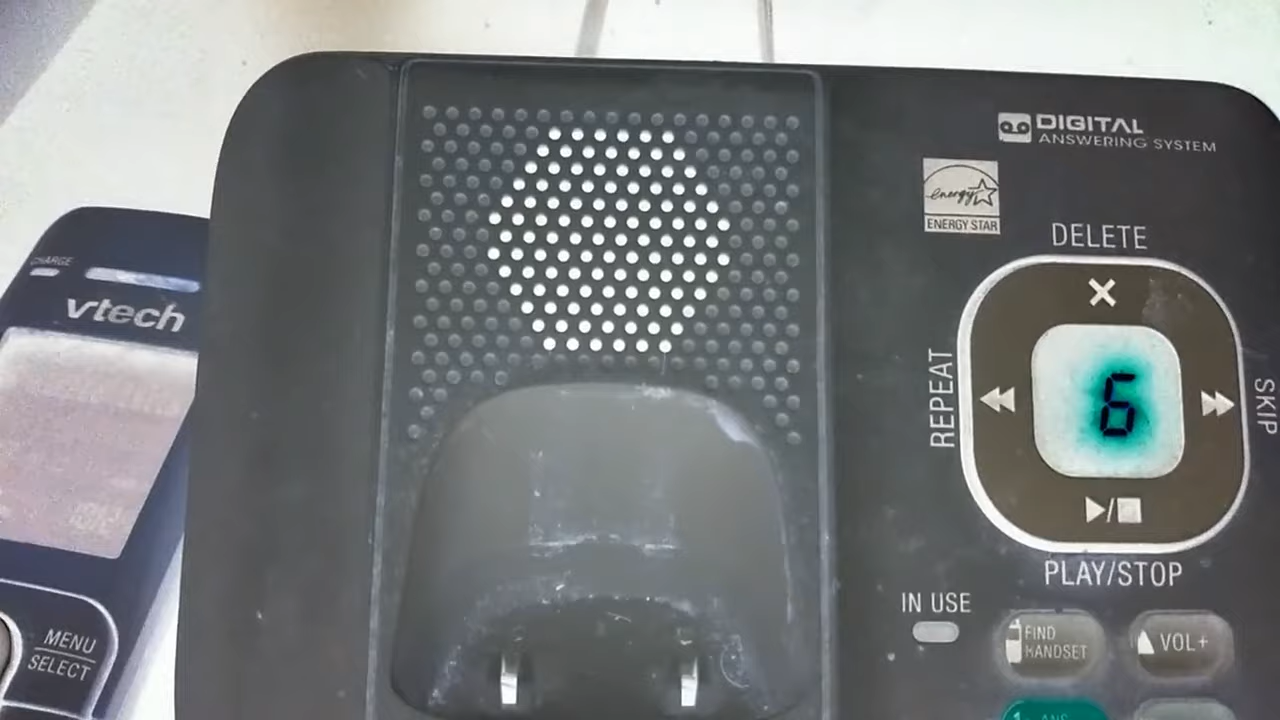 DIGITAL
ANSWERING SYSTEM
energy
ENERGY STAR
DELETE
CHARGE
vtech
REPEAT
6
SKIP
PLAY/STOP
IN USE
FIND
HANDSET
VOL+
MENU
SELECT